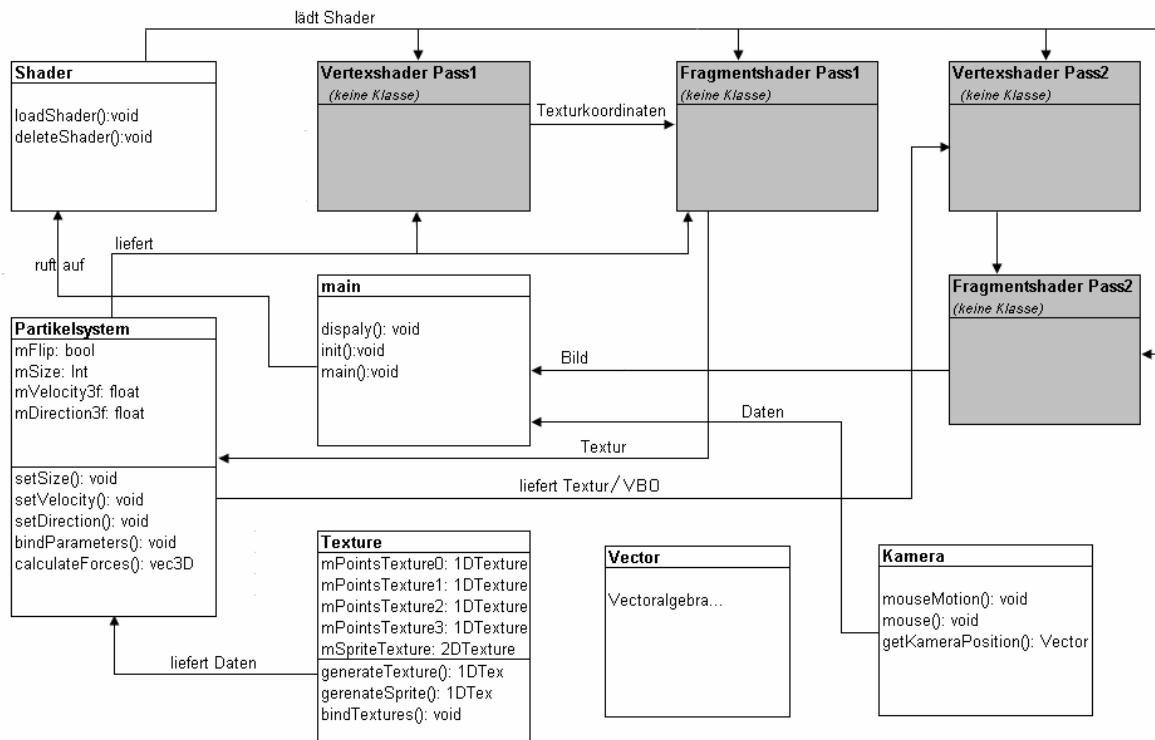 lädt Shader
Shader
loadShader():void
deleteShader():void
Vertexshader Pass1
(keine Klasse)
Texturkoordinaten
Fragmentshader Pass1
(keine Klasse)
Vertexshader Pass2
(keine Klasse)
liefert
ruft auf
main
dispaly(): void
init():void
main():void
Fragmentshader Pass2
(keine Klasse)
Bild
Daten
Textur
liefert Textur/VBO
Partikelsystem
mFlip: bool
mSize: Int
mVelocity3f: float
mDirection3f: float
setSize(): void
setVelocity(): void
setDirection(): void
bindParameters(): void
calculateForces(): vec3D
liefert Daten
Texture
mPointsTexture0: 1DTexture
mPointsTexture1: 1DTexture
mPointsTexture2: 1DTexture
mPointsTexture3: 1DTexture
mSpriteTexture: 2DTexture
generateTexture(): 1DTex
gerenateSprite(): 1DTex
bindTextures(): void
Vector
Vectoralgebra...
Kamera
mouseMotion(): void
mouse(): void
getKameraPosition(): Vector